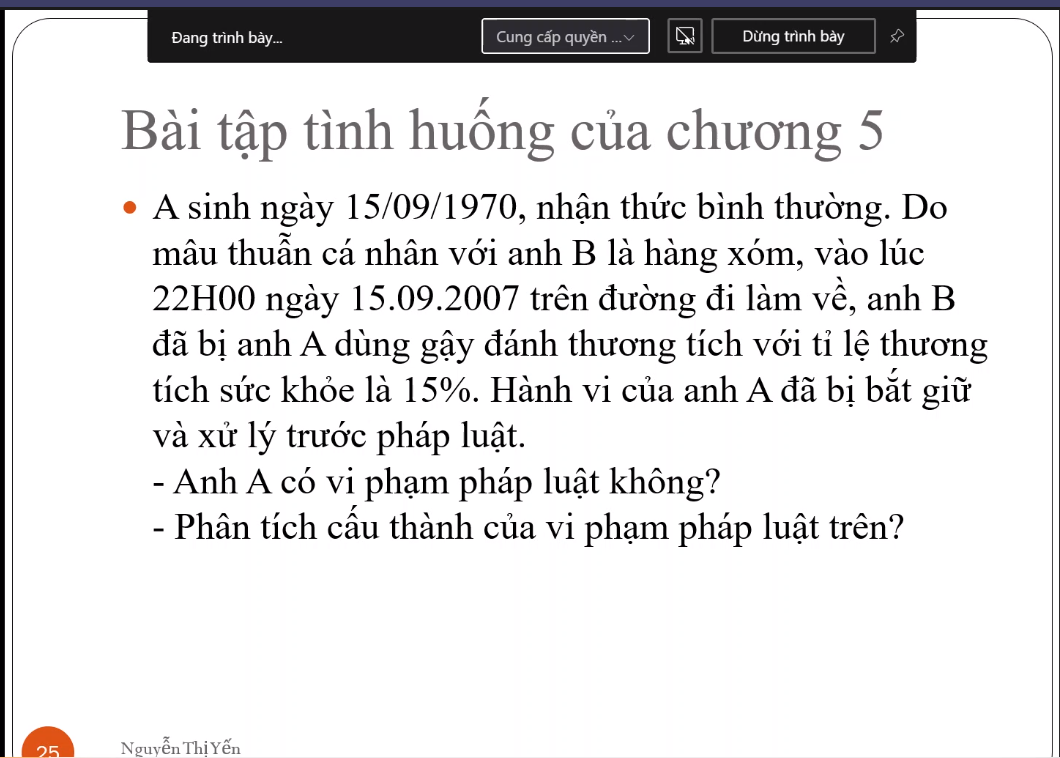 Đang trình bày...
Cung cấp quyền ...
Dừng trình bày
Bài tập tình huống của chương 5
• A sinh ngày 15/09/1970, nhận thức bình thường. Do
mâu thuẫn cá nhân với anh B là hàng xóm, vào lúc
22H00 ngày 15.09.2007 trên đường đi làm về, anh B
đã bị anh A dùng gậy đánh thương tích với tỉ lệ thương
tích sức khỏe là 15%. Hành vi của anh A đã bị bắt giữ
và xử lý trước pháp luật.
- Anh A có vi phạm pháp luật không?
- Phân tích cấu thành của vi phạm pháp luật trên?
25
Nguyễn Thị Yến